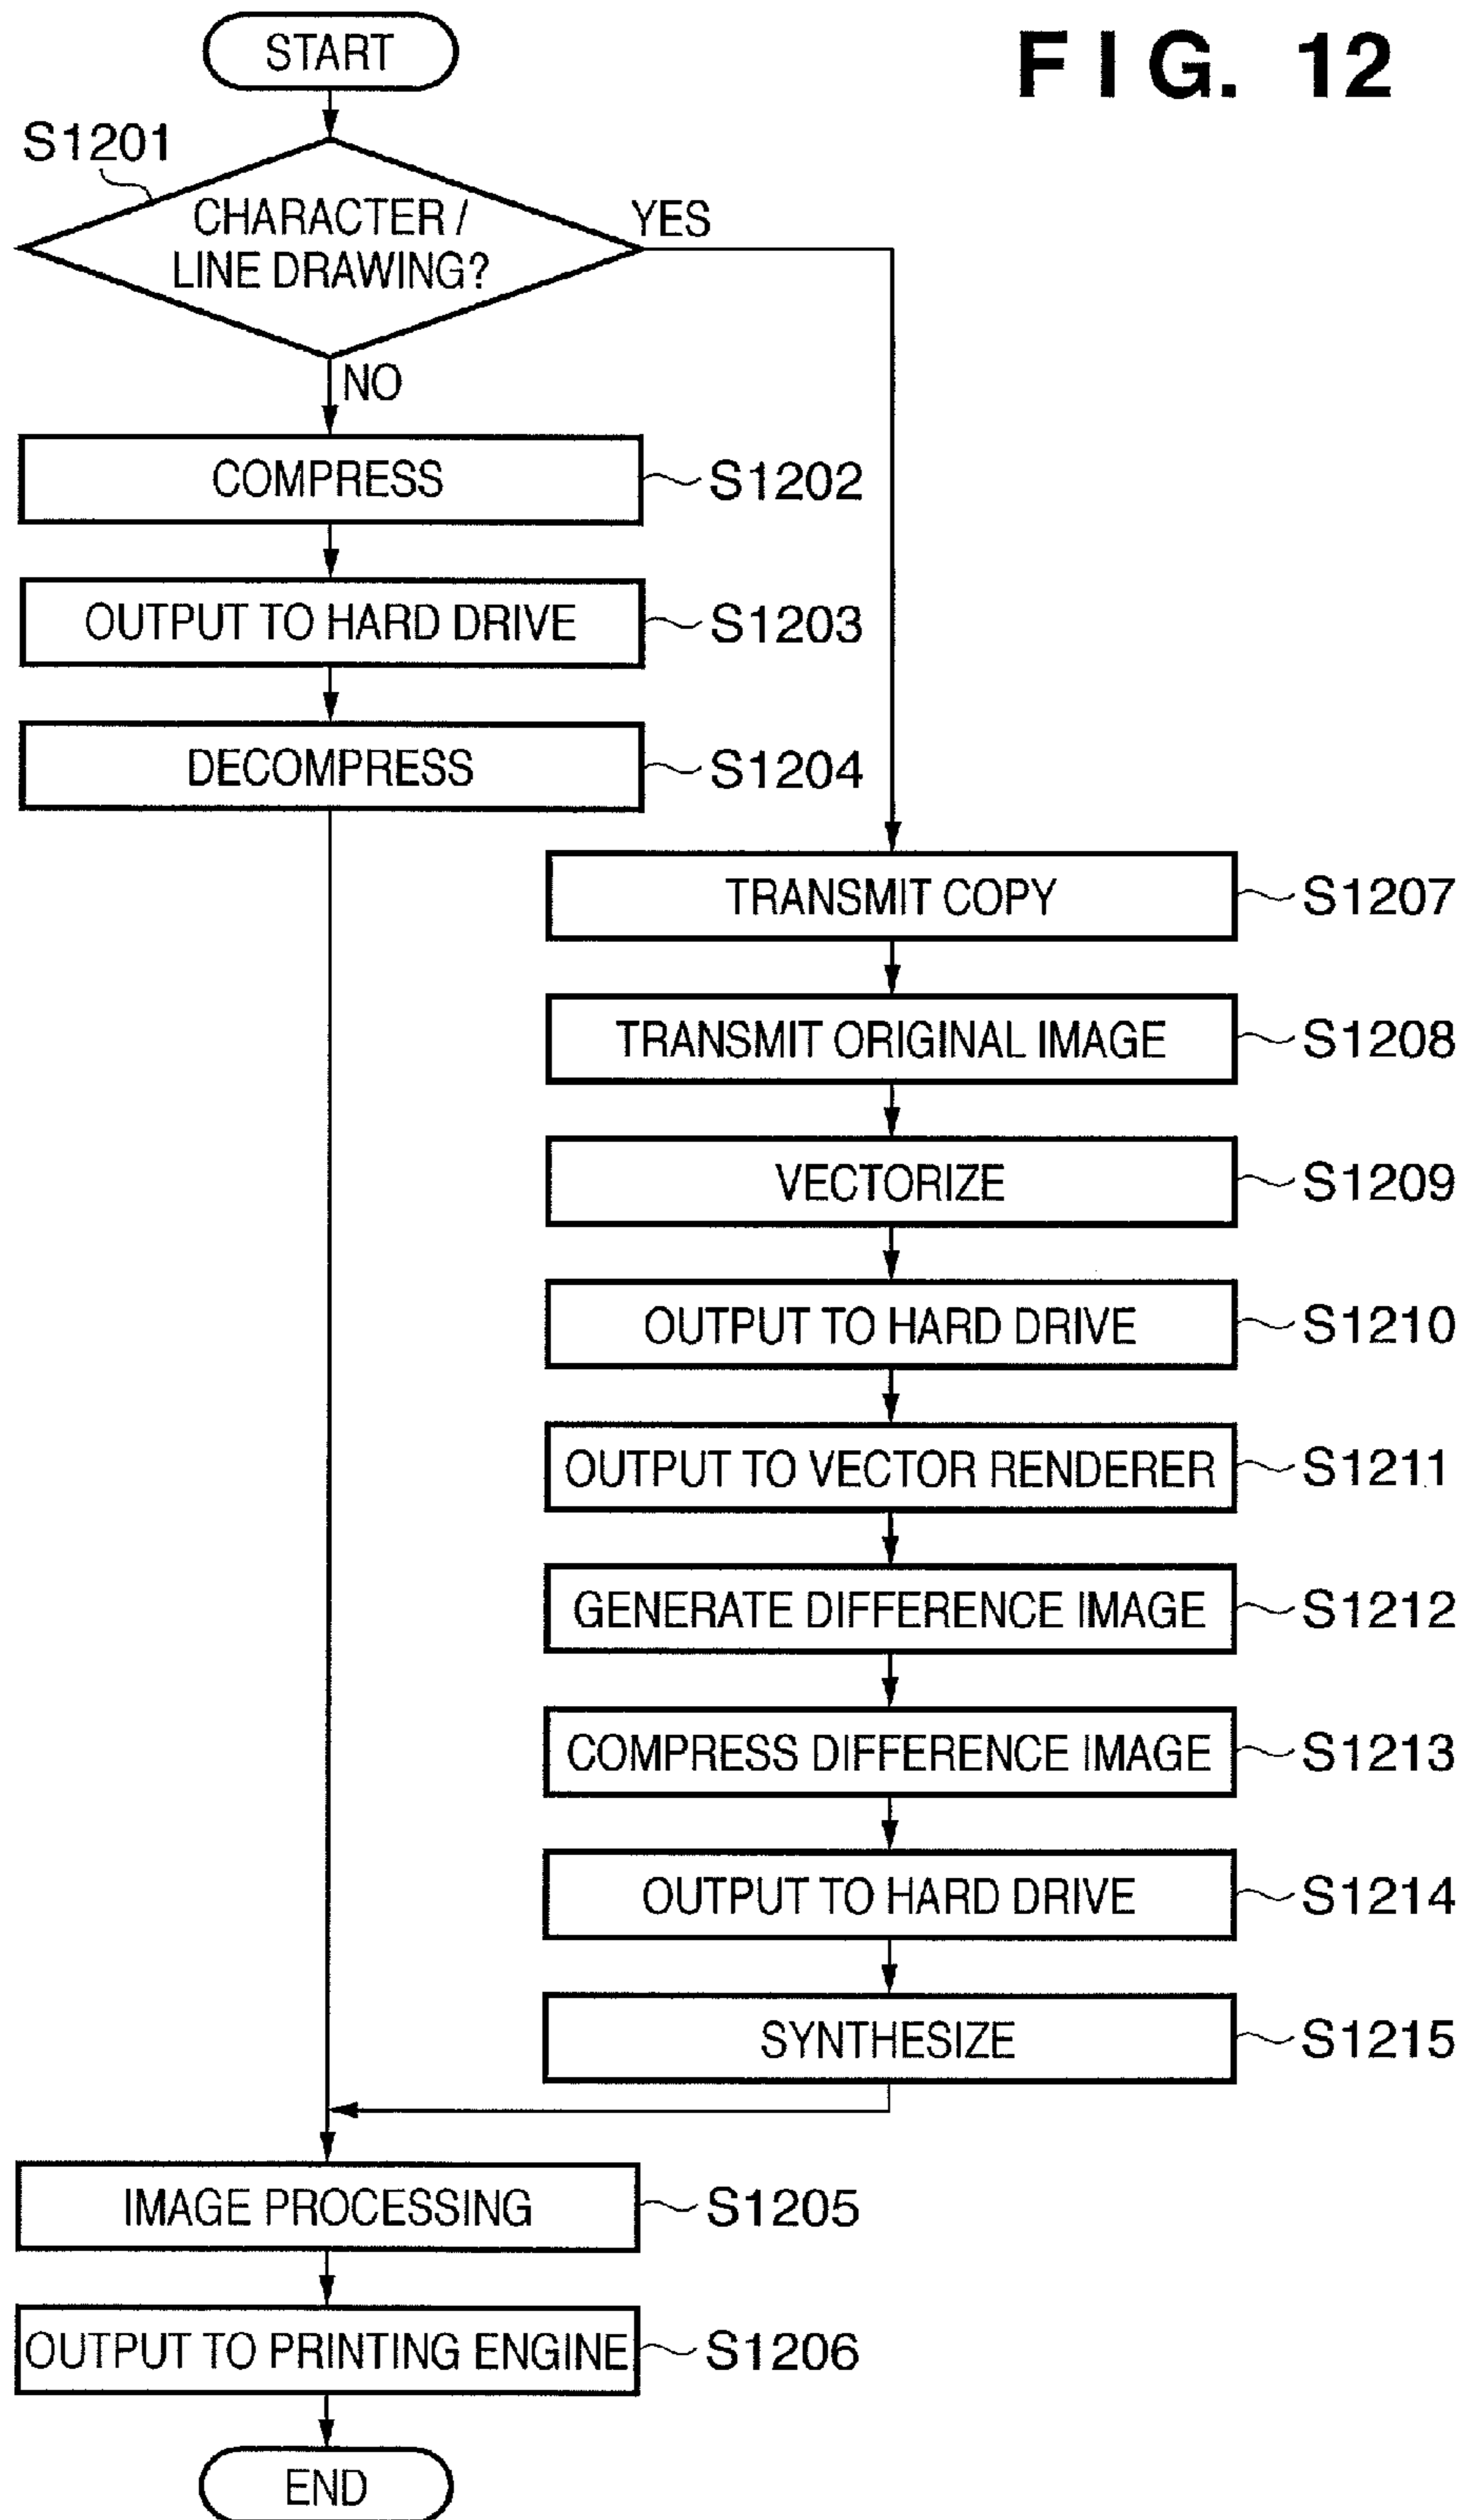 FIG. 12
START
S1201
CHARACTER /
LINE DRAWING?
YES
NO
COMPRESS
S1202
OUTPUT TO HARD DRIVE
S1203
DECOMPRESS
S1204
TRANSMIT COPY
S1207
TRANSMIT ORIGINAL IMAGE
S1208
VECTORIZE
S1209
OUTPUT TO HARD DRIVE
S1210
OUTPUT TO VECTOR RENDERER
S1211
GENERATE DIFFERENCE IMAGE
S1212
COMPRESS DIFFERENCE IMAGE
S1213
OUTPUT TO HARD DRIVE
S1214
SYNTHESIZE
S1215
IMAGE PROCESSING
S1205
OUTPUT TO PRINTING ENGINE
S1206
END